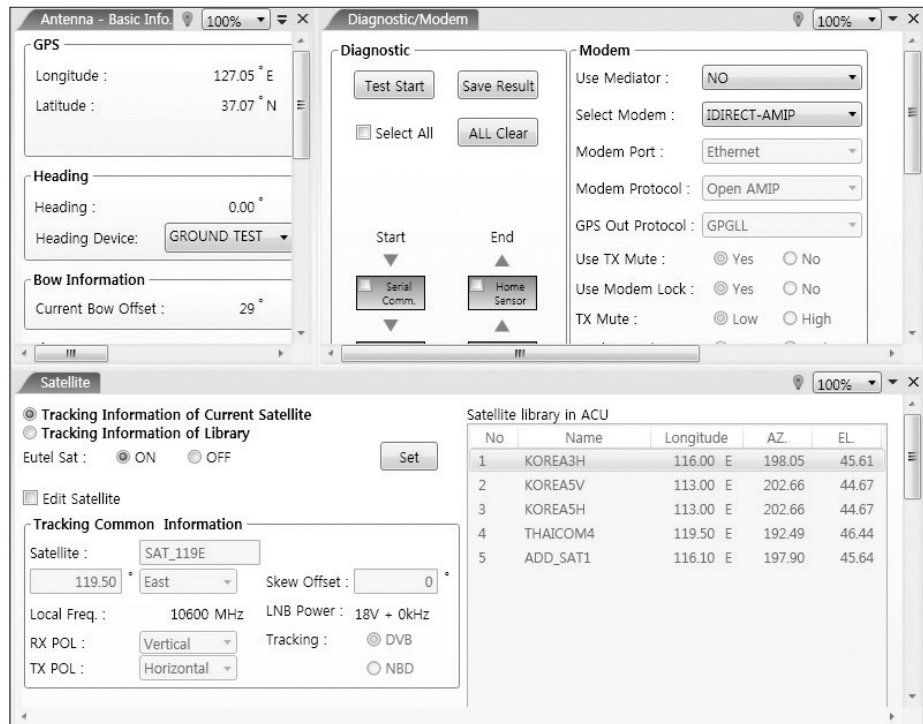 Antenna - Basic Info.
100%
GPS
Longitude : 127.05 ° E
Latitude : 37.07 ° N
Heading
Heading : 0.00 °
Heading Device: GROUND TEST
Bow Information
Current Bow Offset : 29 °
Diagnostic/Modem
100%
Diagnostic
Test Start
Save Result
Select All
ALL Clear
Start
End
Serial Comm.
Home Sensor
Modem
Use Mediator : NO
Select Modem : IDIRECT-AMIP
Modem Port : Ethernet
Modem Protocol : Open AMIP
GPS Out Protocol : GPGLL
Use TX Mute : Yes No
Use Modem Lock : Yes No
TX Mute : Low High
Satellite
100%
Tracking Information of Current Satellite
Tracking Information of Library
Eutel Sat : ON OFF
Set
Edit Satellite
Tracking Common Information
Satellite : SAT_119E
119.50 ° East
Skew Offset : 0 °
Local Freq. : 10600 MHz
LNB Power : 18V + 0kHz
RX POL : Vertical
Tracking : DVB
TX POL : Horizontal
NBD
Satellite library in ACU
No Name Longitude AZ. EL.
1 KOREA3H 116.00 E 198.05 45.61
2 KOREA5V 113.00 E 202.66 44.67
3 KOREA5H 113.00 E 202.66 44.67
4 THAICOM4 119.50 E 192.49 46.44
5 ADD_SAT1 116.10 E 197.90 45.64